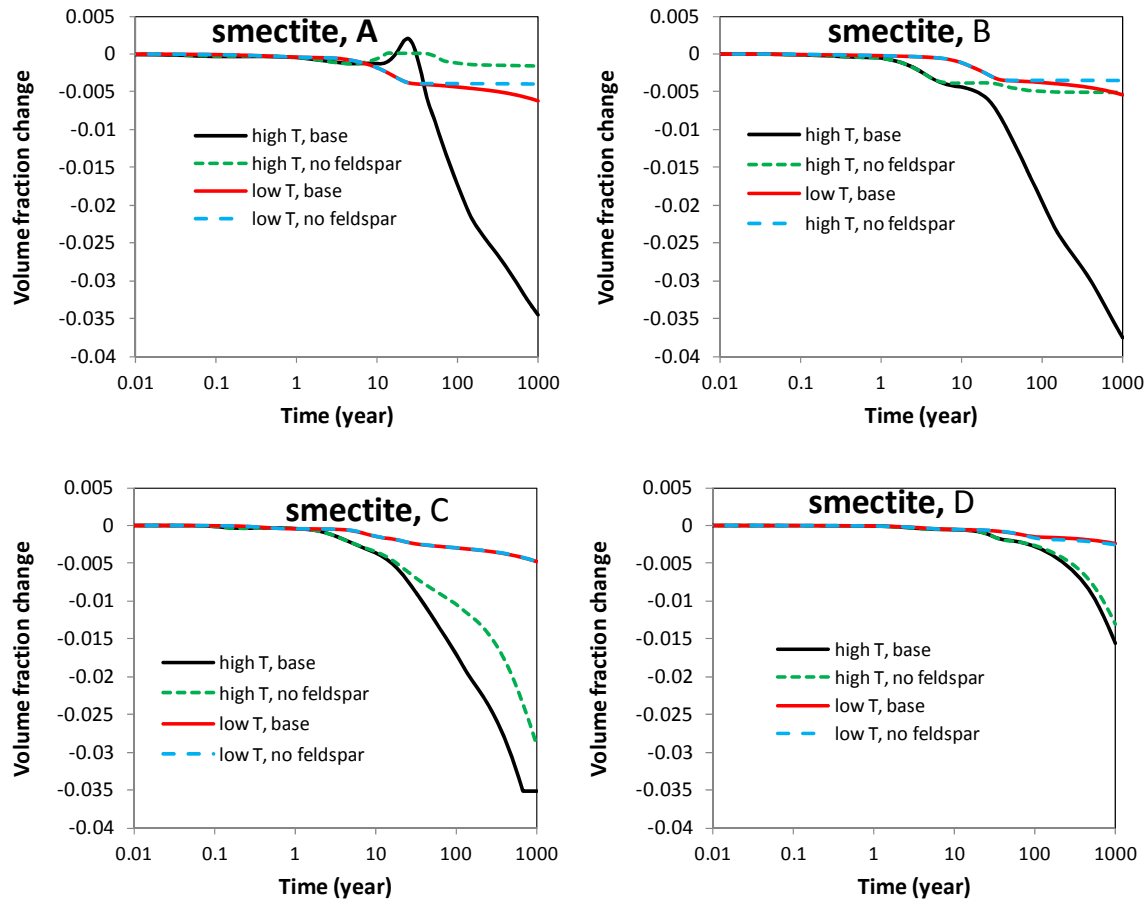 smectite, A
0.005
0
-0.005
-0.01
-0.015
-0.02
-0.025
-0.03
-0.035
-0.04
Volume fraction change
high T, base
high T, no feldspar
low T, base
low T, no feldspar
0.01 0.1 1 10 100 1000
Time (year)
smectite, B
0.005
0
-0.005
-0.01
-0.015
-0.02
-0.025
-0.03
-0.035
-0.04
Volume fraction change
high T, base
high T, no feldspar
low T, base
high T, no feldspar
0.01 0.1 1 10 100 1000
Time (year)
smectite, C
0.005
0
-0.005
-0.01
-0.015
-0.02
-0.025
-0.03
-0.035
-0.04
Volume fraction change
high T, base
high T, no feldspar
low T, base
low T, no feldspar
0.01 0.1 1 10 100 1000
Time (year)
smectite, D
0.005
0
-0.005
-0.01
-0.015
-0.02
-0.025
-0.03
-0.035
-0.04
Volume fraction change
high T, base
high T, no feldspar
low T, base
low T, no feldspar
0.01 0.1 1 10 100 1000
Time (year)